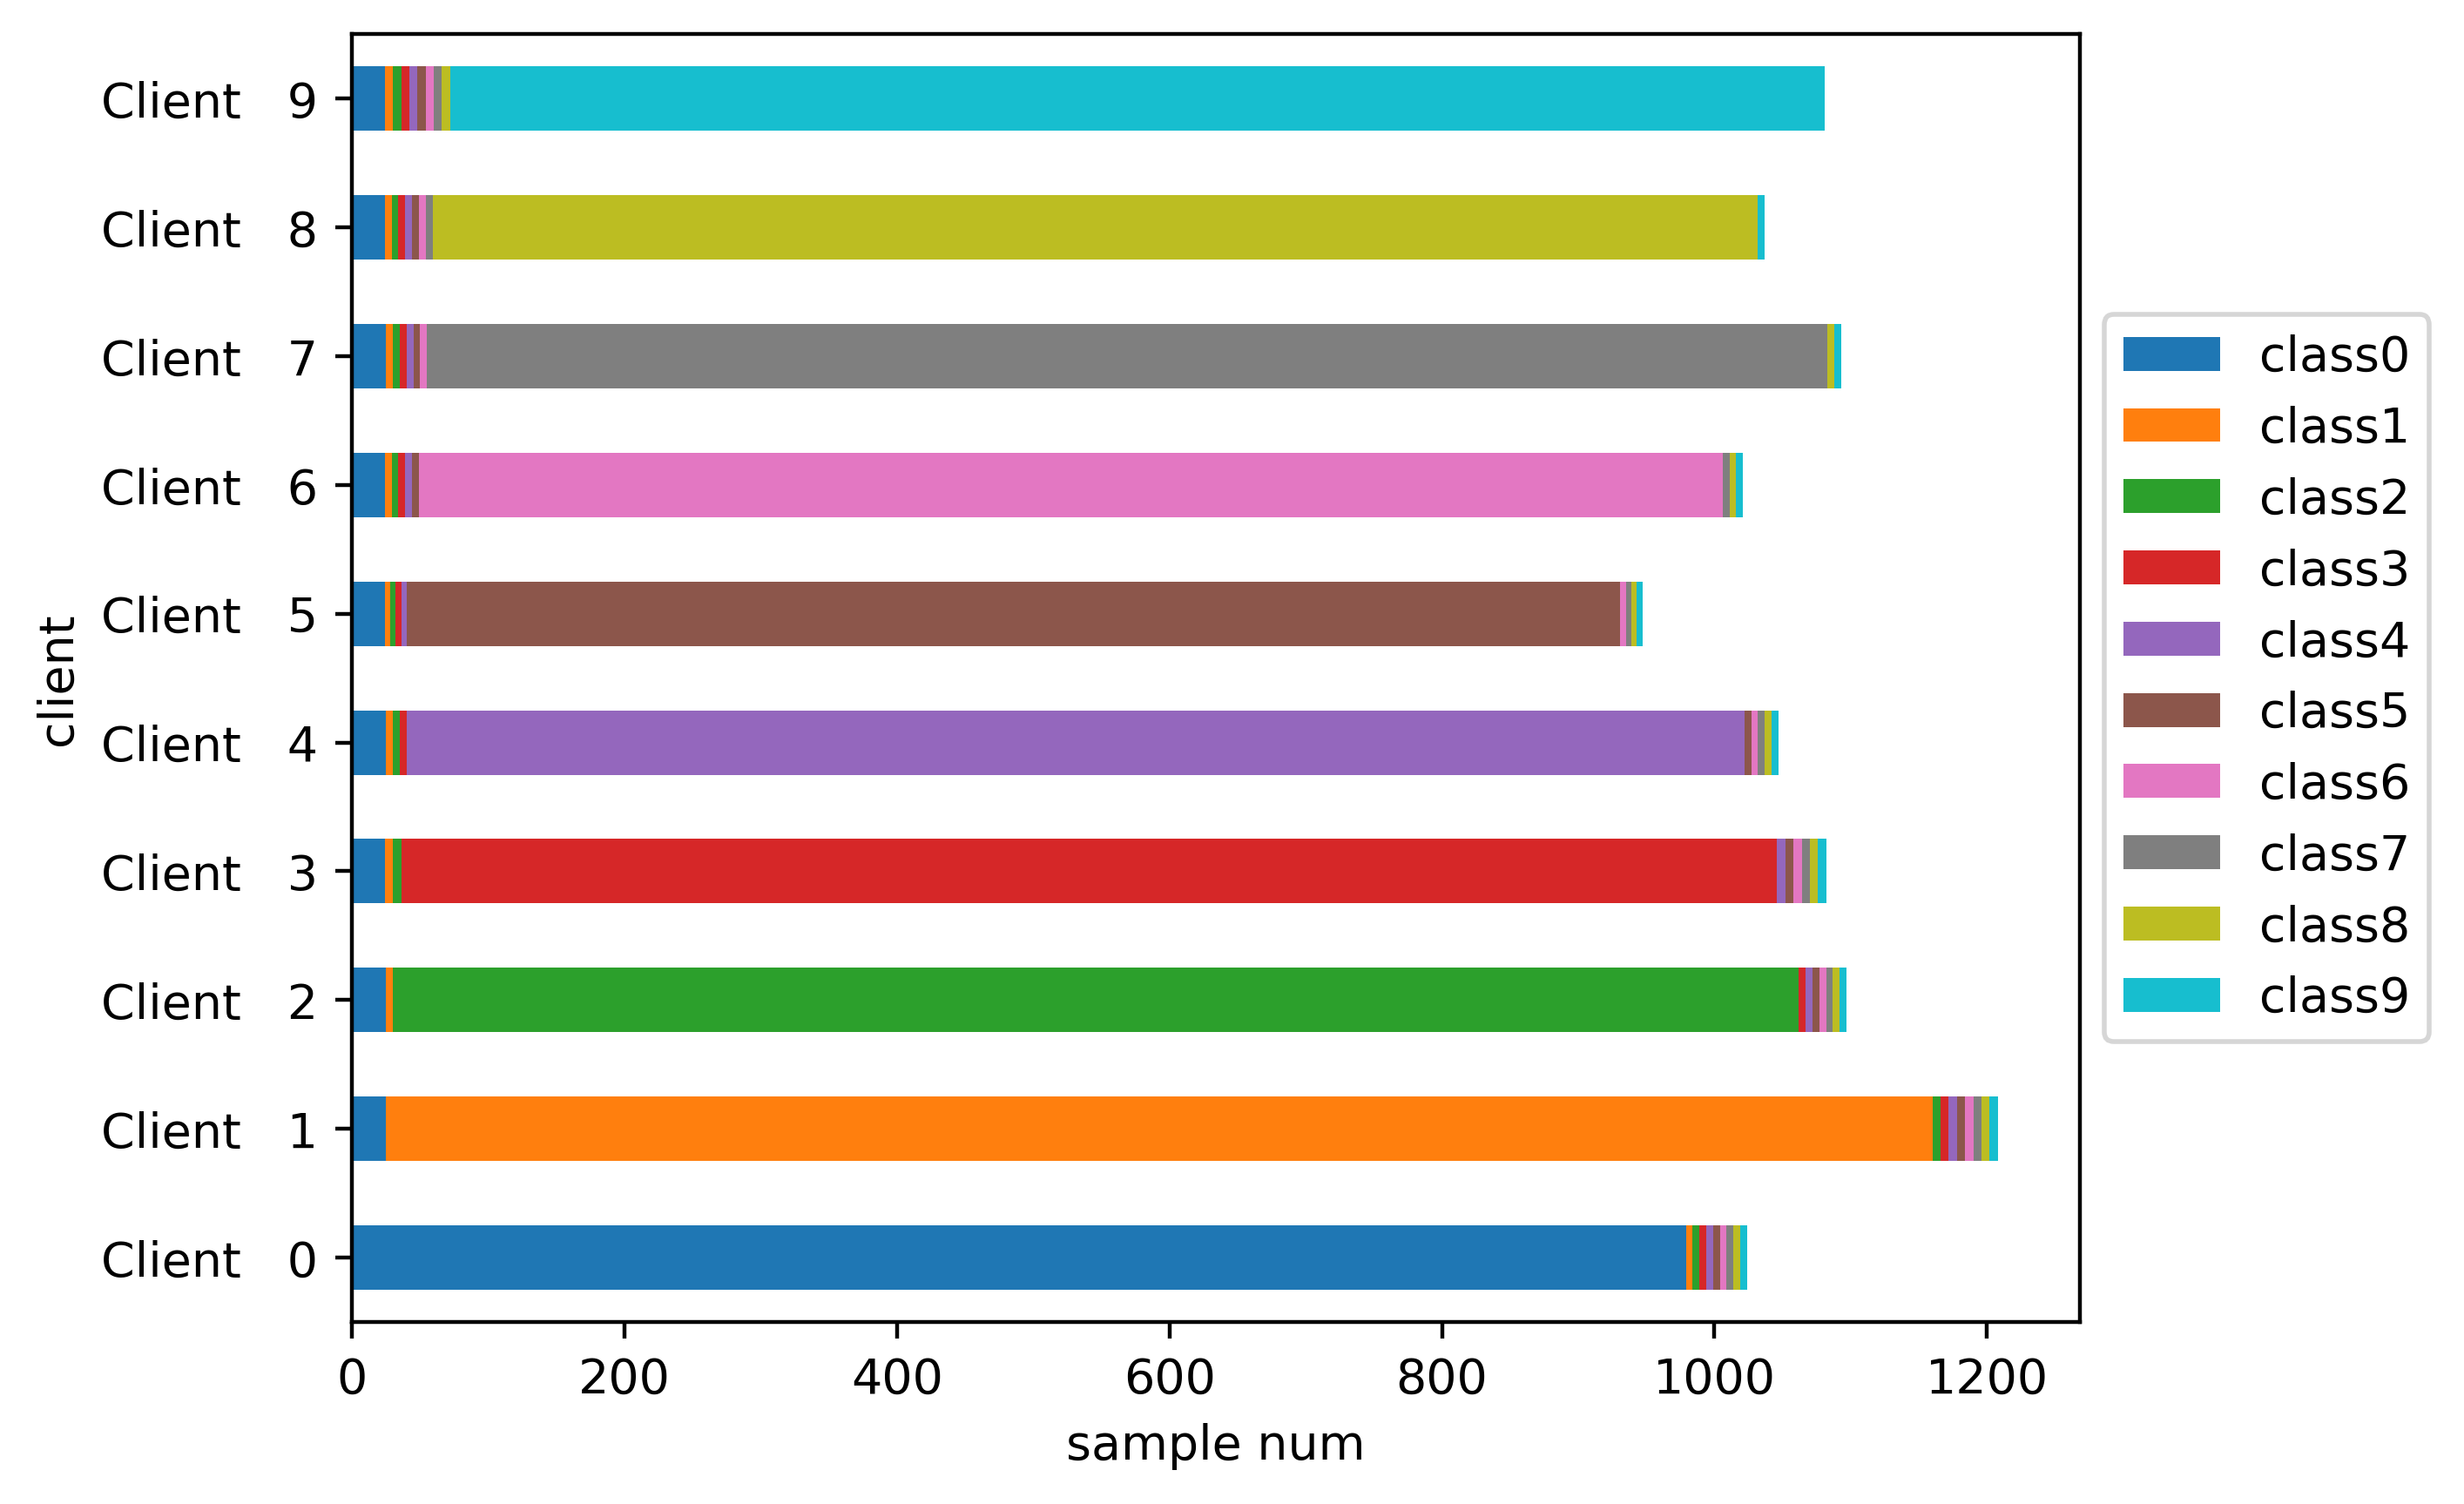 Client 9
Client 8
Client 7
Client 6
Client 5
Client 4
Client 3
Client 2
Client 1
Client 0
client
0 200 400 600 800 1000 1200
sample num
class0
class1
class2
class3
class4
class5
class6
class7
class8
class9